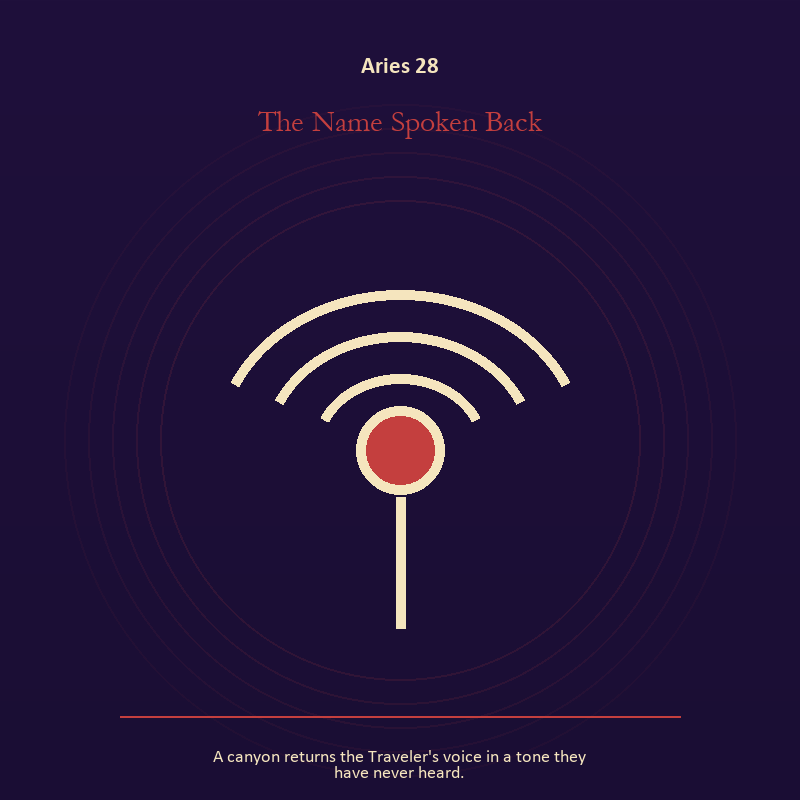 Aries 28
The Name Spoken Back
A canyon returns the Traveler's voice in a tone they
have never heard.